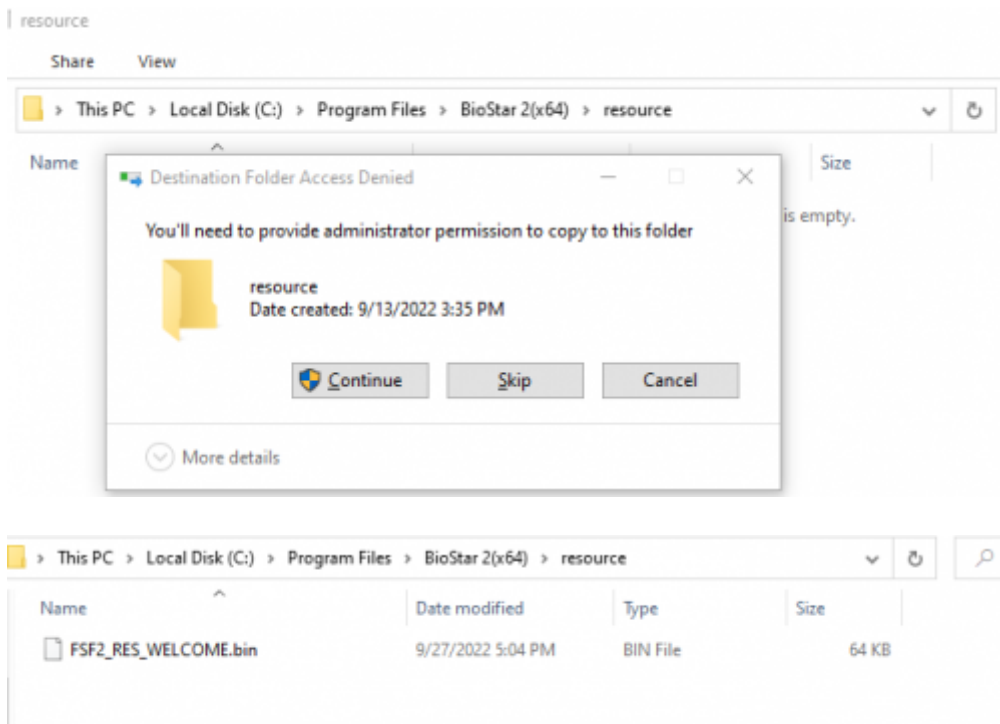 resource
Share View
This PC > Local Disk (C:) > Program Files > BioStar 2(x64) > resource
Name Size
Destination Folder Access Denied
is empty.
You'll need to provide administrator permission to copy to this folder
resource
Date created: 9/13/2022 3:35 PM
Continue Skip Cancel
More details
This PC > Local Disk (C:) > Program Files > BioStar 2(x64) > resource
Name Date modified Type Size
FSF2_RES_WELCOME.bin 9/27/2022 5:04 PM BIN File 64 KB